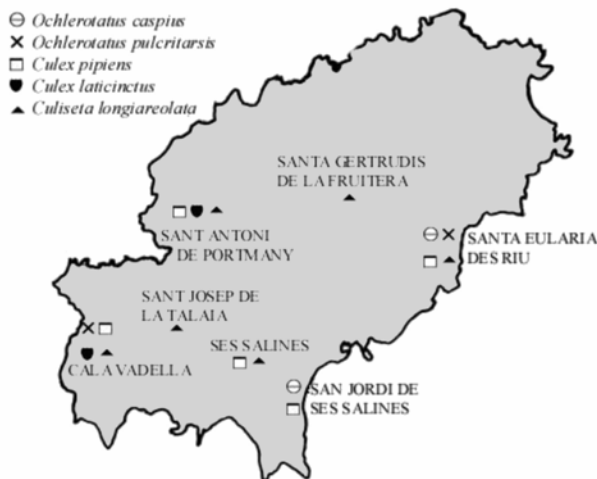 Ochlerotatus caspius
Ochlerotatus pulcritarsis
Culex pipiens
Culex laticinctus
Culiseta longiareolata
SANTA GERTRUDIS
DE LA FRUITERA
SANT ANTONI
DE PORTMANY
SANTA EULARIA
DES RIU
SANT JOSEP DE
LA TALAIA
SES SALINES
CALA VADELLA
SAN JORDI DE
SES SALINES